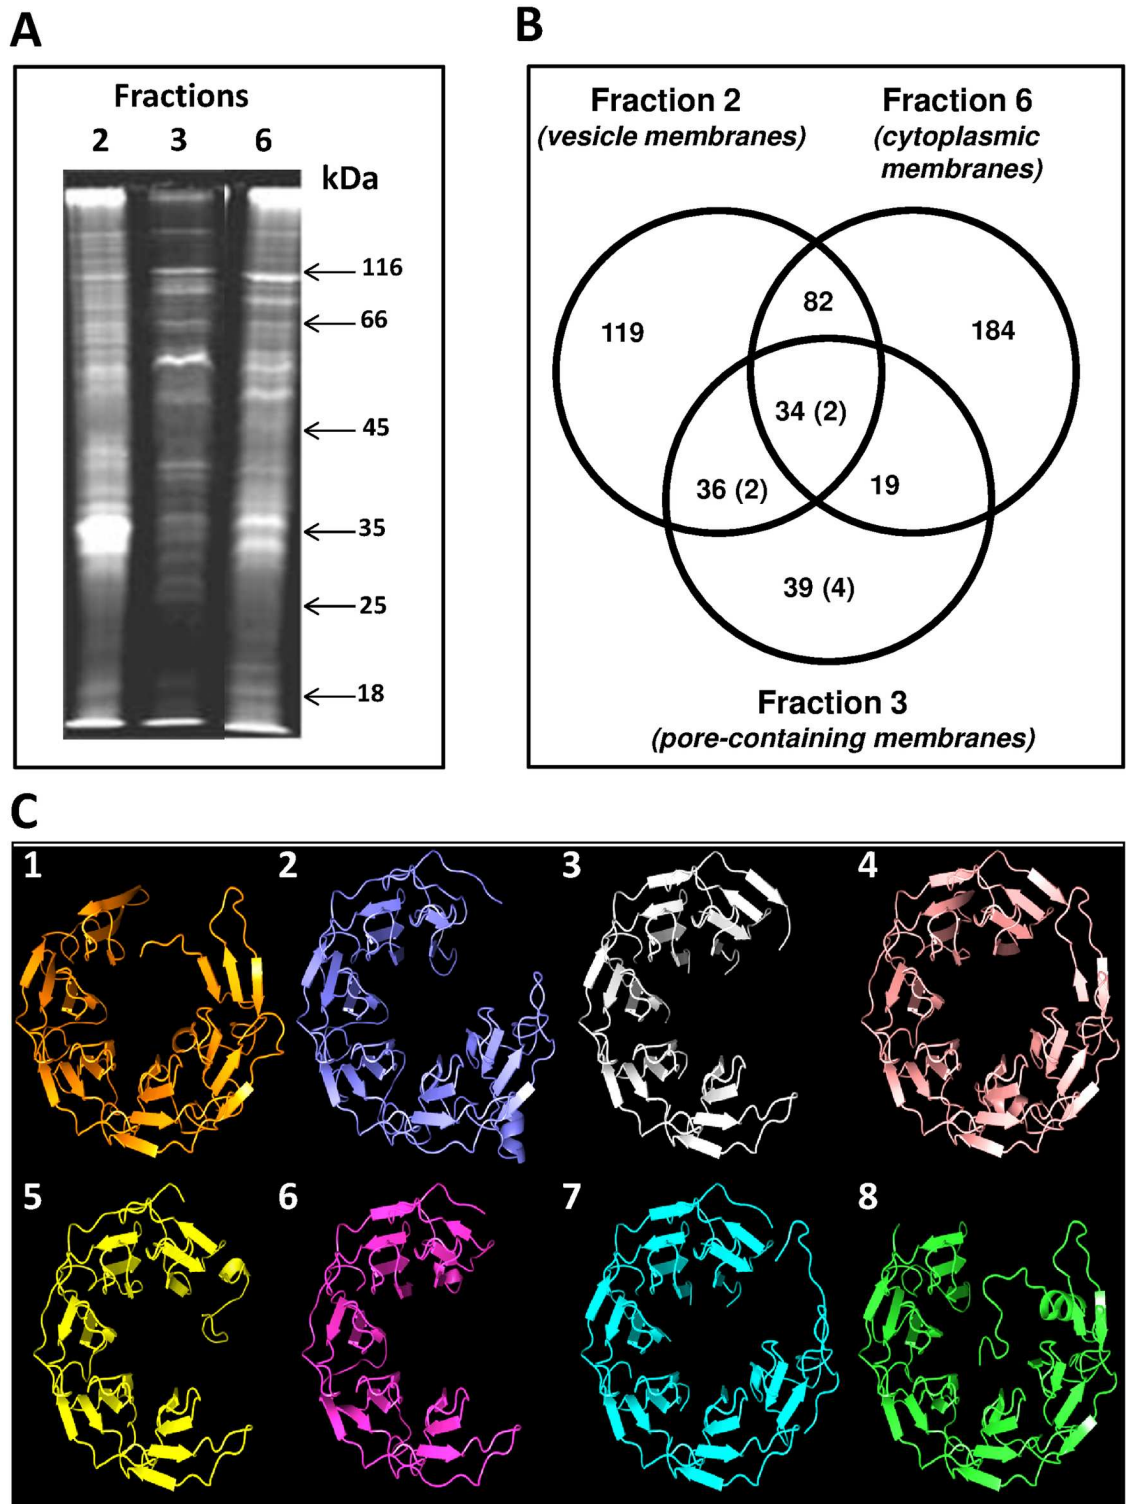 A
Fractions
2 3 6
kDa
116
66
45
35
25
18
B
Fraction 2
(vesicle membranes)
Fraction 6
(cytoplasmic
membranes)
82
119
184
34 (2)
36 (2)
19
39 (4)
Fraction 3
(pore-containing membranes)
C
1 2 3 4
5 6 7 8